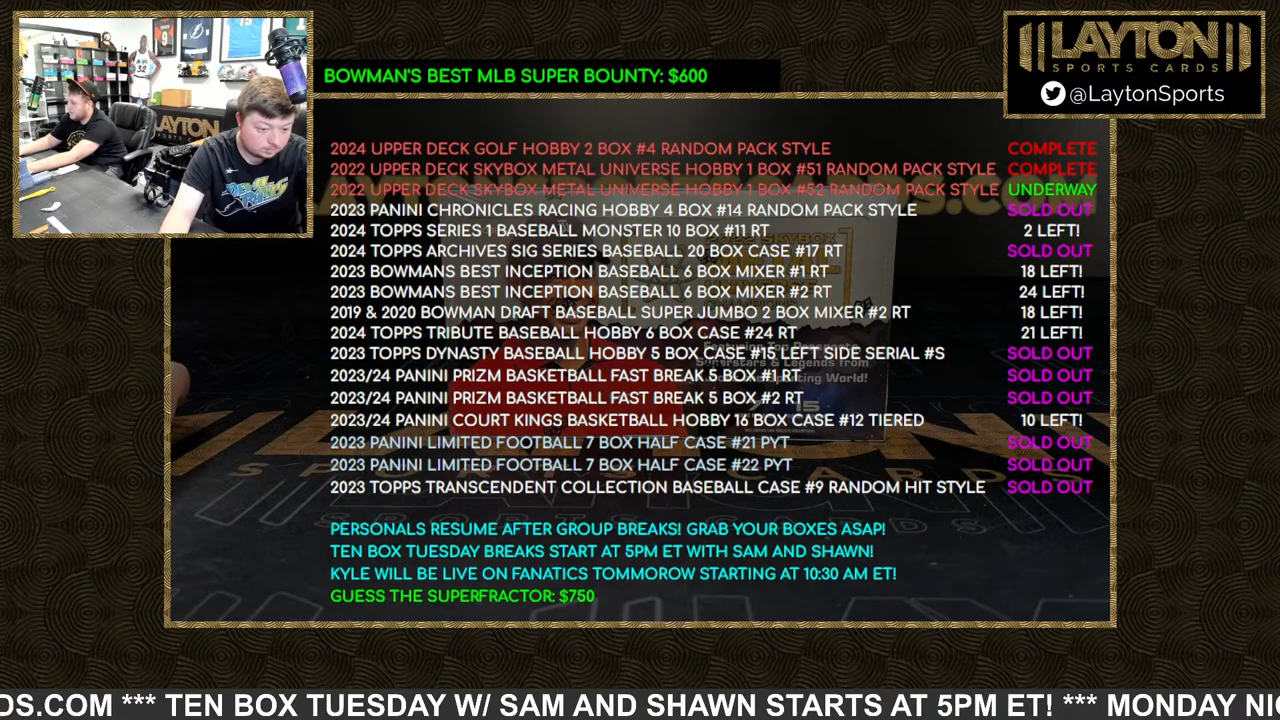 BOWMAN'S BEST MLB SUPER BOUNTY: $600
LAYTON
SPORTS CARDS
@LaytonSports
32
LAYTON
2024 UPPER DECK GOLF HOBBY 2 BOX #4 RANDOM PACK STYLE COMPLETE
2022 UPPER DECK SKYBOX METAL UNIVERSE HOBBY 1 BOX #51 RANDOM PACK STYLE COMPLETE
2022 UPPER DECK SKYBOX METAL UNIVERSE HOBBY 1 BOX #52 RANDOM PACK STYLE UNDERWAY
2023 PANINI CHRONICLES RACING HOBBY 4 BOX #14 RANDOM PACK STYLE SOLD OUT
2024 TOPPS SERIES 1 BASEBALL MONSTER 10 BOX #11 RT 2 LEFT!
2024 TOPPS ARCHIVES SIG SERIES BASEBALL 20 BOX CASE #17 RT SOLD OUT
2023 BOWMANS BEST INCEPTION BASEBALL 6 BOX MIXER #1 RT 18 LEFT!
2023 BOWMANS BEST INCEPTION BASEBALL 6 BOX MIXER #2 RT 24 LEFT!
2019 & 2020 BOWMAN DRAFT BASEBALL SUPER JUMBO 2 BOX MIXER #2 RT 18 LEFT!
2024 TOPPS TRIBUTE BASEBALL HOBBY 6 BOX CASE #24 RT 21 LEFT!
2023 TOPPS DYNASTY BASEBALL HOBBY 5 BOX CASE #15 LEFT SIDE SERIAL #S SOLD OUT
2023/24 PANINI PRIZM BASKETBALL FAST BREAK 5 BOX #1 RT SOLD OUT
2023/24 PANINI PRIZM BASKETBALL FAST BREAK 5 BOX #2 RT SOLD OUT
2023/24 PANINI COURT KINGS BASKETBALL HOBBY 16 BOX CASE #12 TIERED 10 LEFT!
2023 PANINI LIMITED FOOTBALL 7 BOX HALF CASE #21 PYT SOLD OUT
2023 PANINI LIMITED FOOTBALL 7 BOX HALF CASE #22 PYT SOLD OUT
2023 TOPPS TRANSCENDENT COLLECTION BASEBALL CASE #9 RANDOM HIT STYLE SOLD OUT
PERSONALS RESUME AFTER GROUP BREAKS! GRAB YOUR BOXES ASAP!
TEN BOX TUESDAY BREAKS START AT 5PM ET WITH SAM AND SHAWN!
KYLE WILL BE LIVE ON FANATICS TOMMOROW STARTING AT 10:30 AM ET!
GUESS THE SUPERFRACTOR: $750
DS.COM *** TEN BOX TUESDAY W/ SAM AND SHAWN STARTS AT 5PM ET! *** MONDAY NI